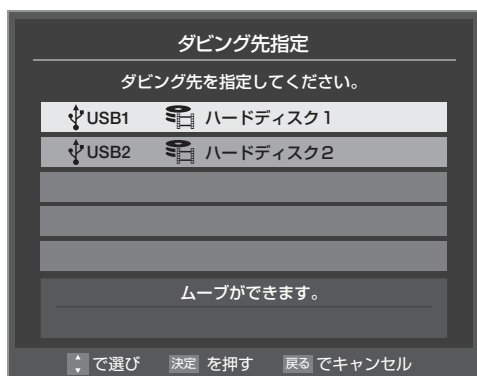 ダビング先指定
ダビング先を指定してください。
USB1 ハードディスク1
USB2 ハードディスク2
ムーブができます。
で選び 決定 を押す 戻る でキャンセル